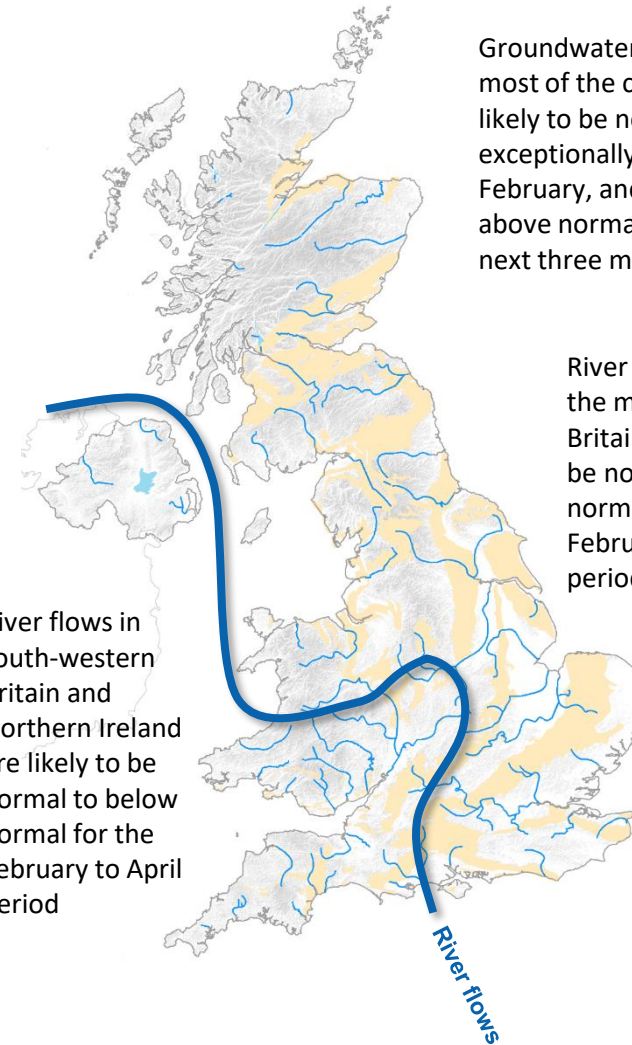 Groundwater
most of the c
likely to be no
exceptionally
February, and
above norma
next three m
River
the m
Britai
be no
norm
Febru
period
iver flows in
outh-western
ritain and
orthern Ireland
re likely to be
ormal to below
ormal for the
ebruary to April
eriod
River flows